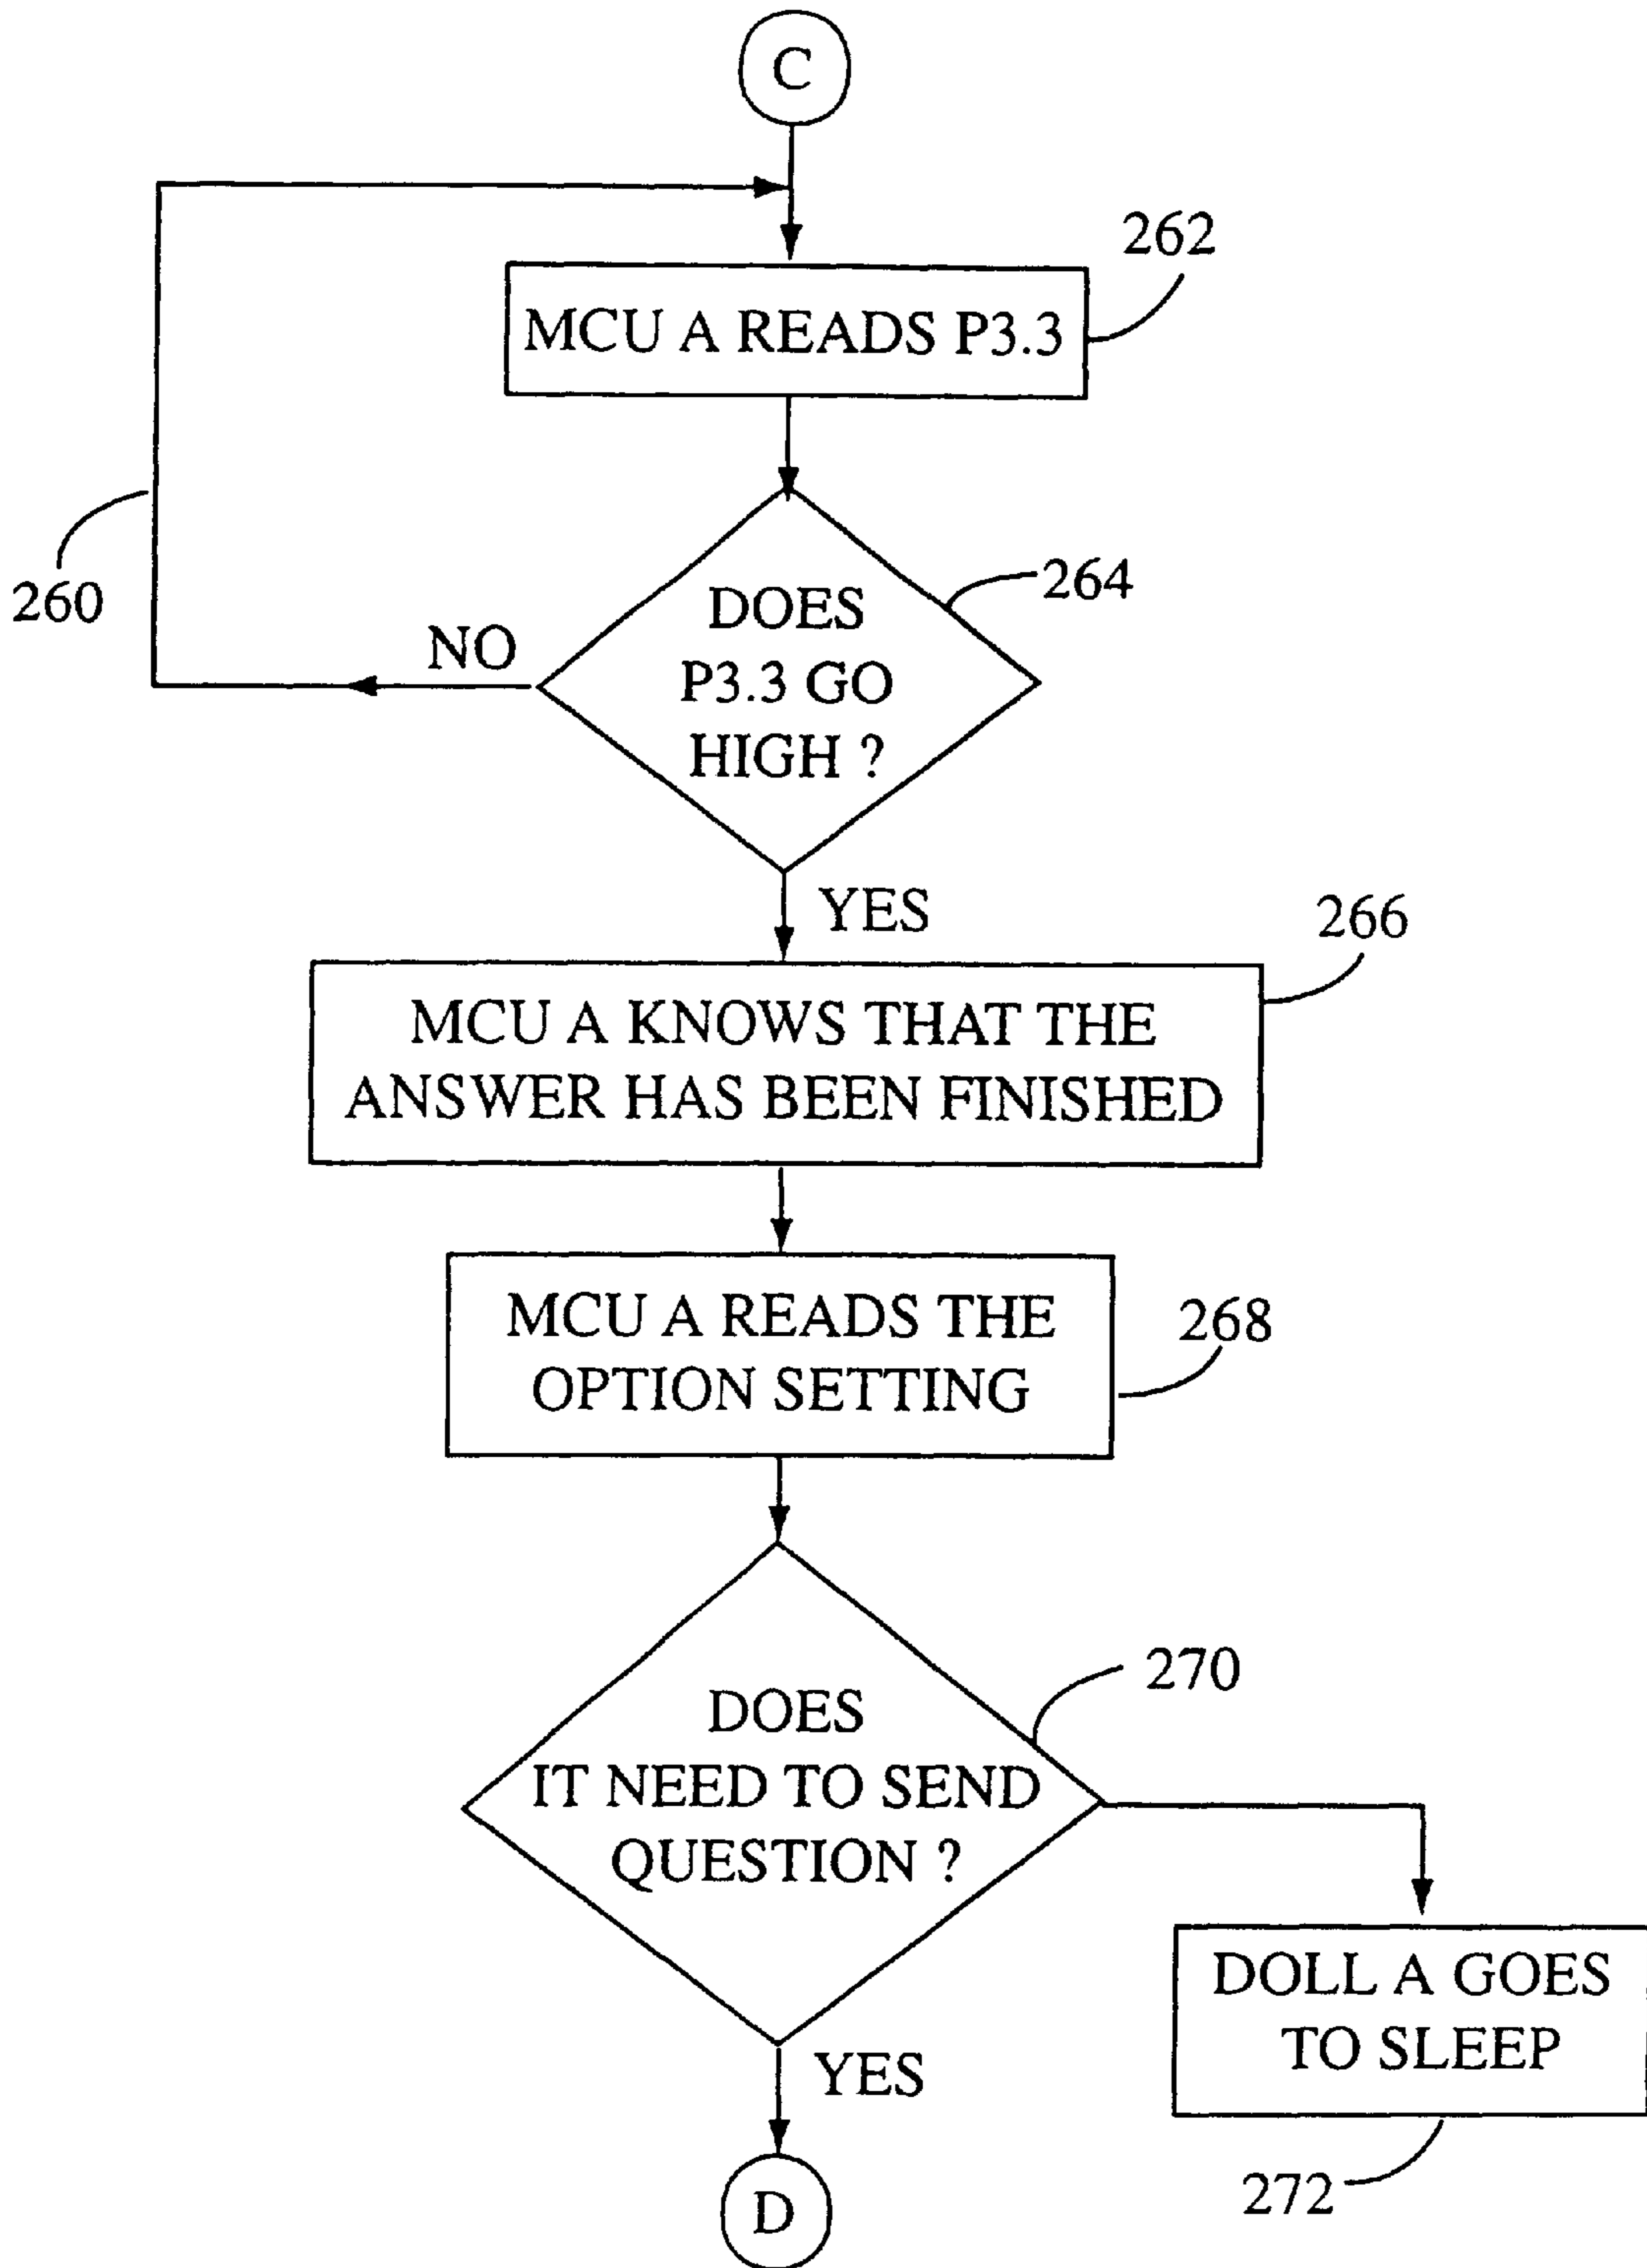 C
262
MCU A READS P3.3
264
DOES
P3.3 GO
HIGH ?
260
NO
YES
266
MCU A KNOWS THAT THE
ANSWER HAS BEEN FINISHED
MCU A READS THE
OPTION SETTING
268
270
DOES
IT NEED TO SEND
QUESTION ?
DOLL A GOES
TO SLEEP
YES
272
D